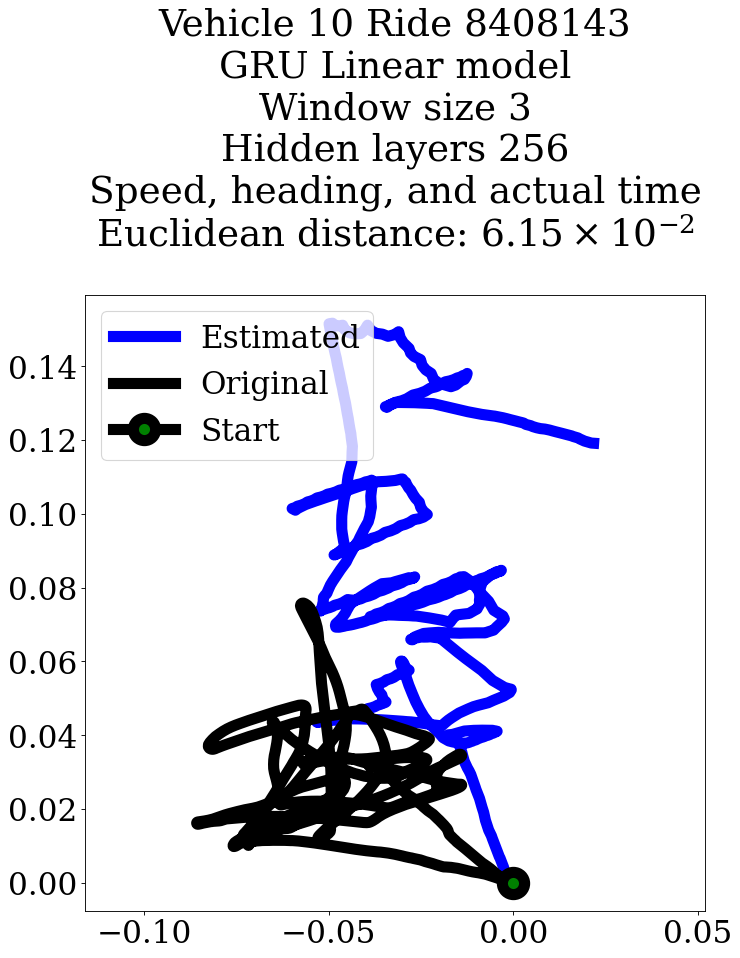 Vehicle 10 Ride 8408143
GRU Linear model
Window size 3
Hidden layers 256
Speed, heading, and actual time
Euclidean distance: 6.15 × 10⁻²
Estimated
Original
Start
0.14
0.12
0.10
0.08
0.06
0.04
0.02
0.00
−0.10 −0.05 0.00 0.05